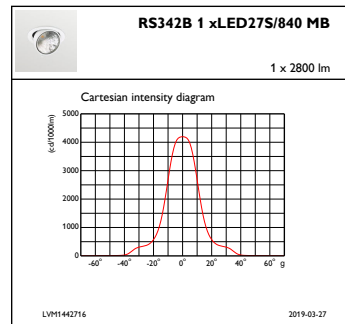 RS342B 1 xLED27S/840 MB
1 x 2800 lm
Cartesian intensity diagram
(cd/1000lm)
5000
4000
3000
2000
1000
0
-60° -40° -20° 0° 20° 40° 60° g
LVM1442716 2019-03-27